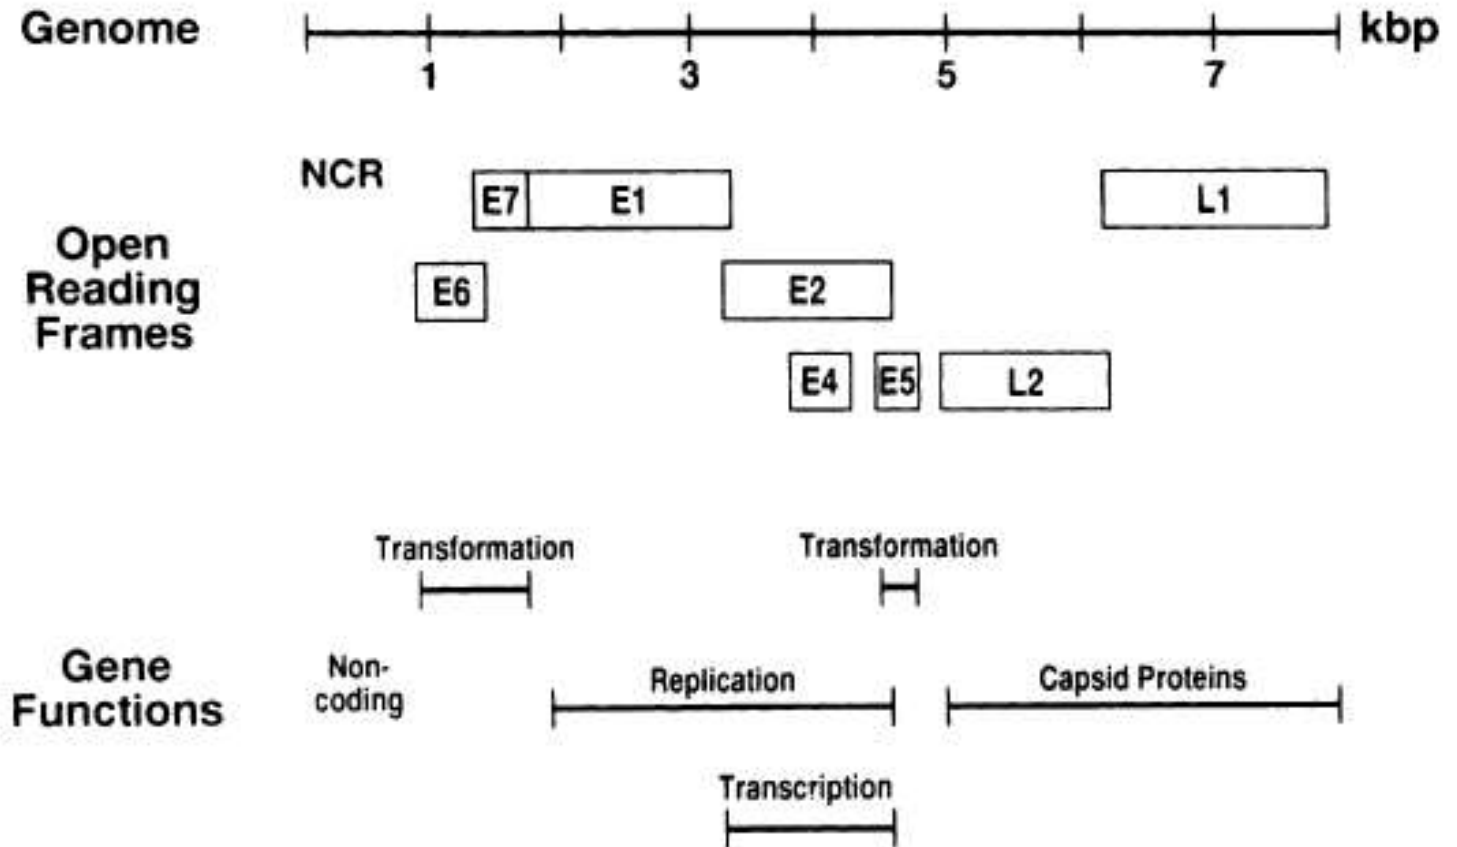 Genome
kbp
1 3 5 7
NCR
E7 E1 L1
Open
Reading
Frames
E6 E2
E4 E5 L2
Transformation Transformation
Gene
Functions
Non-
coding
Replication Capsid Proteins
Transcription